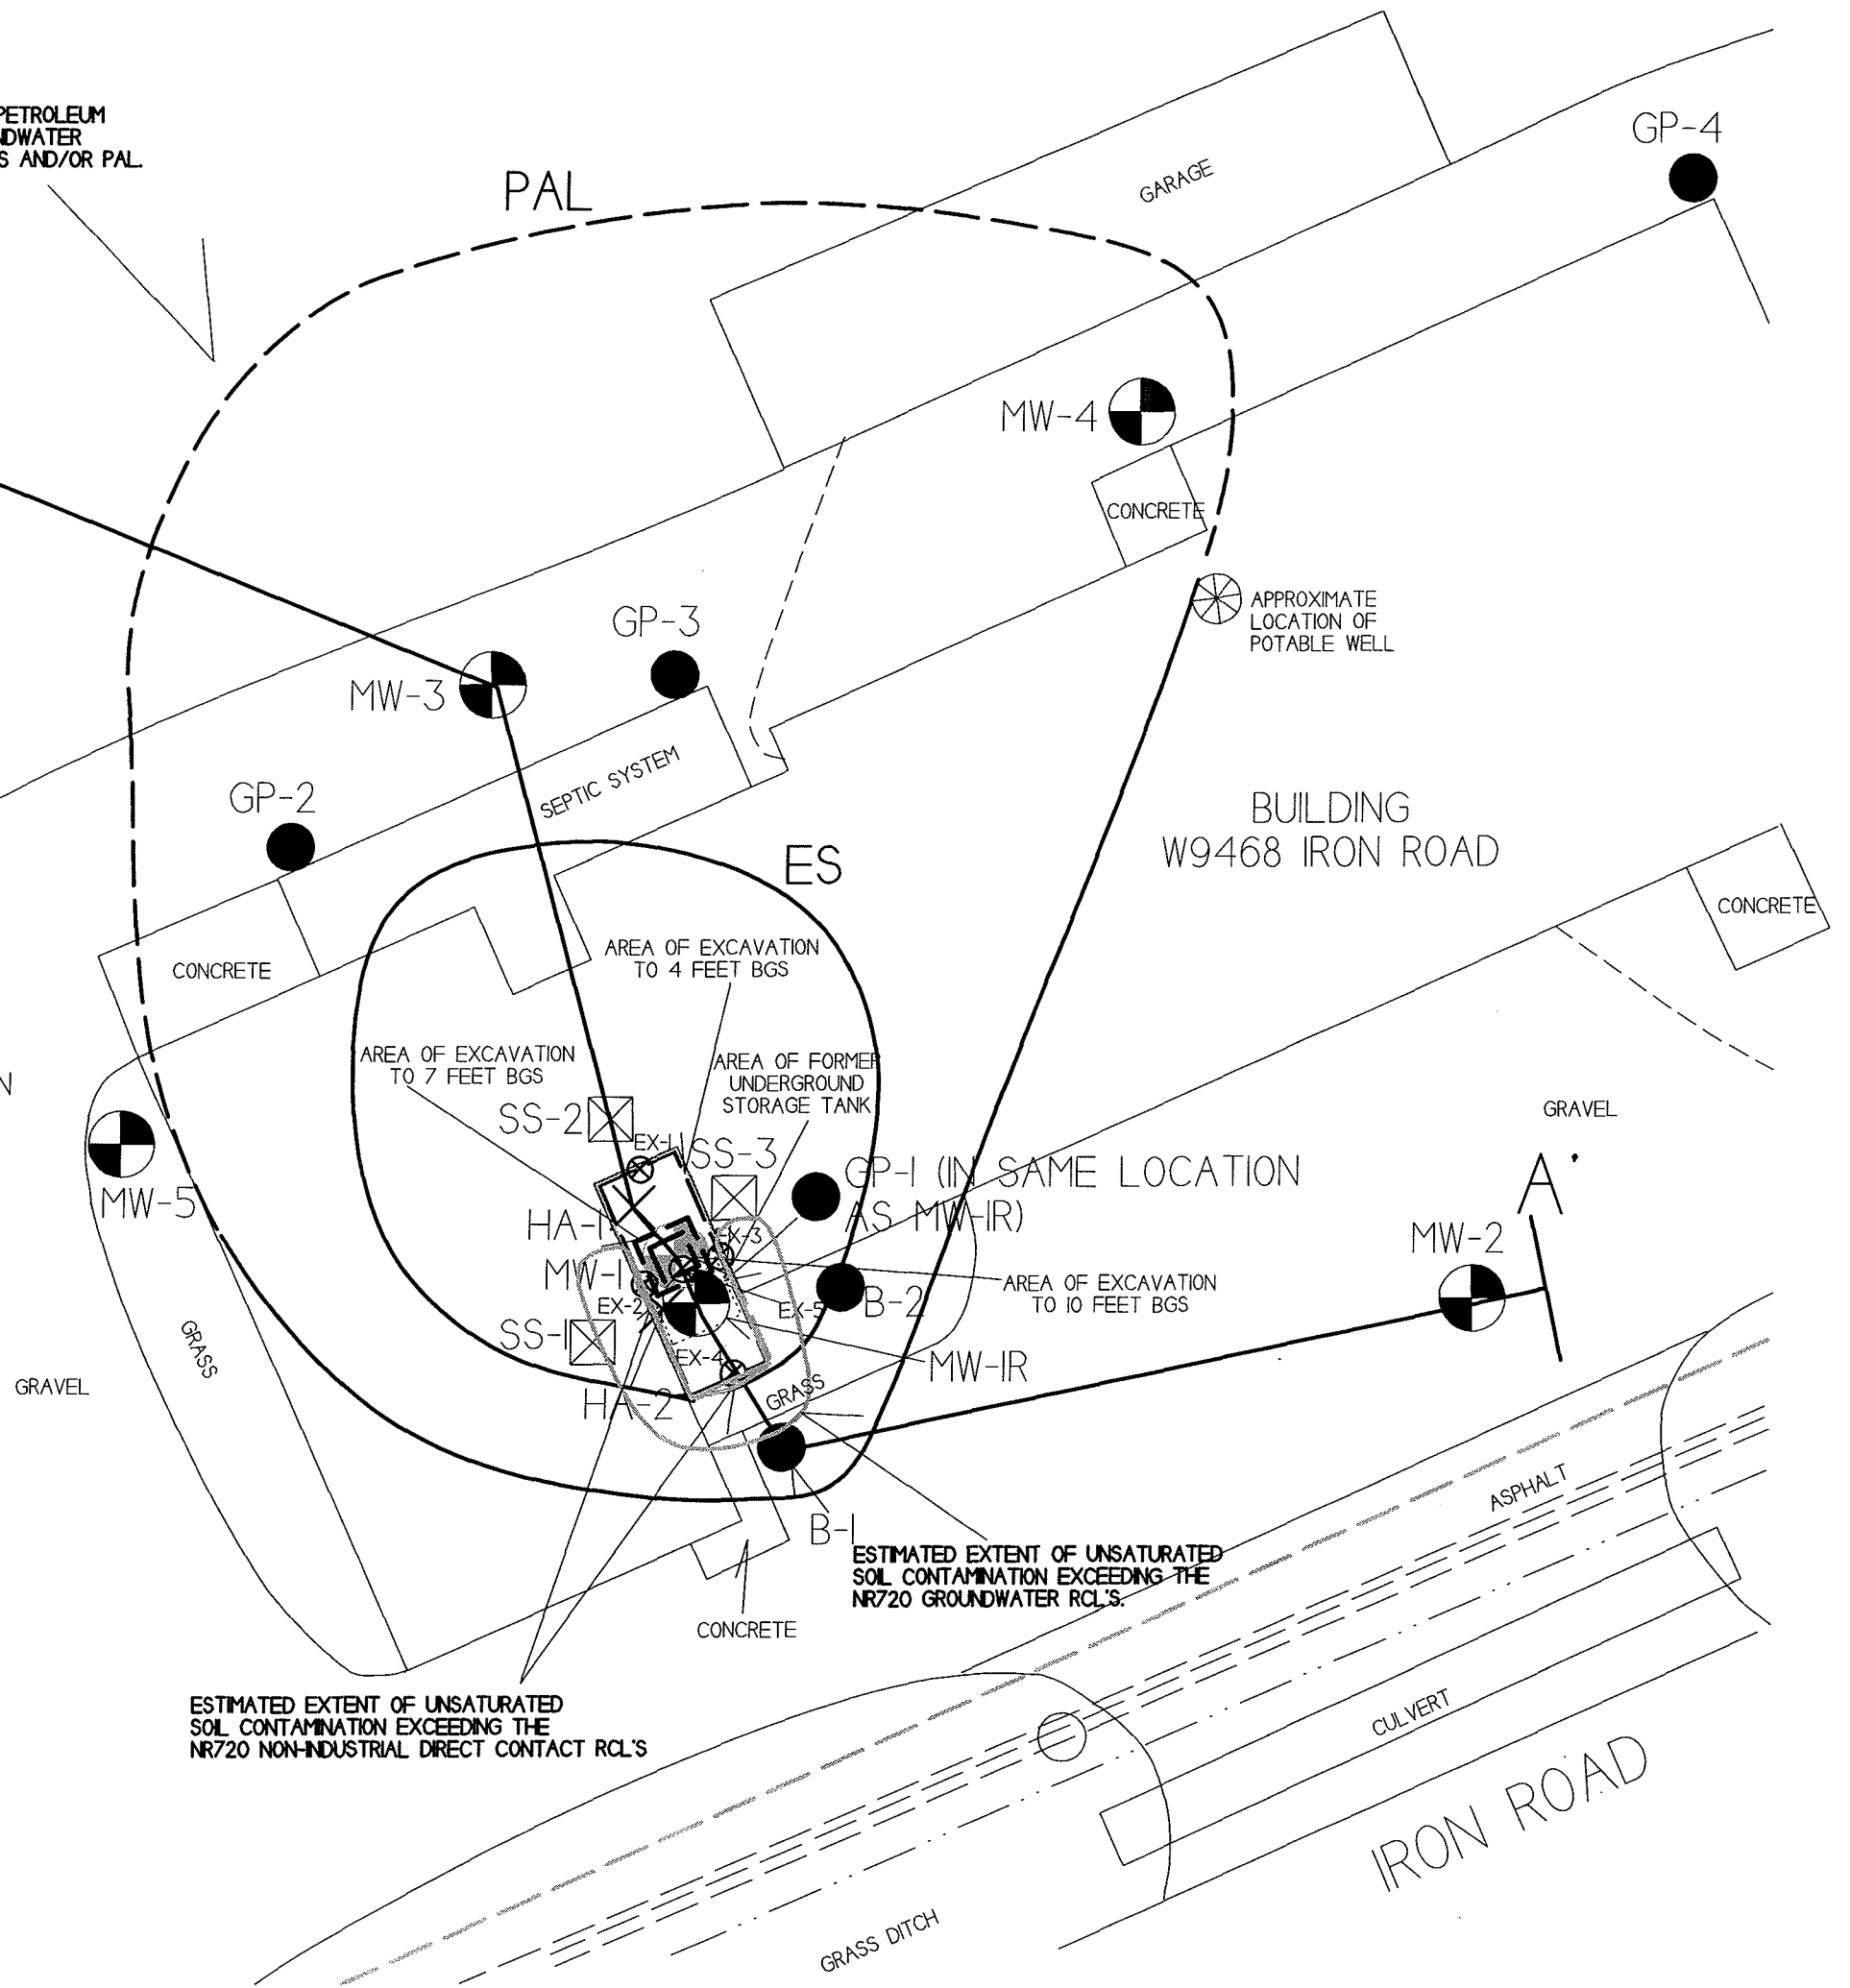 PETROLEUM
NDWATER
S AND/OR PAL.
PAL
GARAGE
GP-4
MW-4
CONCRETE
APPROXIMATE
LOCATION OF
POTABLE WELL
GP-3
MW-3
SEPTIC SYSTEM
GP-2
BUILDING
W9468 IRON ROAD
ES
CONCRETE
CONCRETE
AREA OF EXCAVATION
TO 4 FEET BGS
AREA OF EXCAVATION
TO 7 FEET BGS
AREA OF FORMER
UNDERGROUND
STORAGE TANK
N
GRAVEL
SS-2
EX-1
SS-3
MW-5
GP-1 (IN SAME LOCATION
AS MW-1R)
A'
HA-1
EX-3
MW-2
MW-1
AREA OF EXCAVATION
TO 10 FEET BGS
EX-2
EX-5
B-2
SS-1
EX-4
MW-1R
GRASS
GRAVEL
HA-2
GRASS
B-1
ASPHALT
ESTIMATED EXTENT OF UNSATURATED
SOIL CONTAMINATION EXCEEDING THE
NR720 GROUNDWATER RCL'S.
CONCRETE
ESTIMATED EXTENT OF UNSATURATED
SOIL CONTAMINATION EXCEEDING THE
NR720 NON-INDUSTRIAL DIRECT CONTACT RCL'S
CULVERT
IRON ROAD
GRASS DITCH